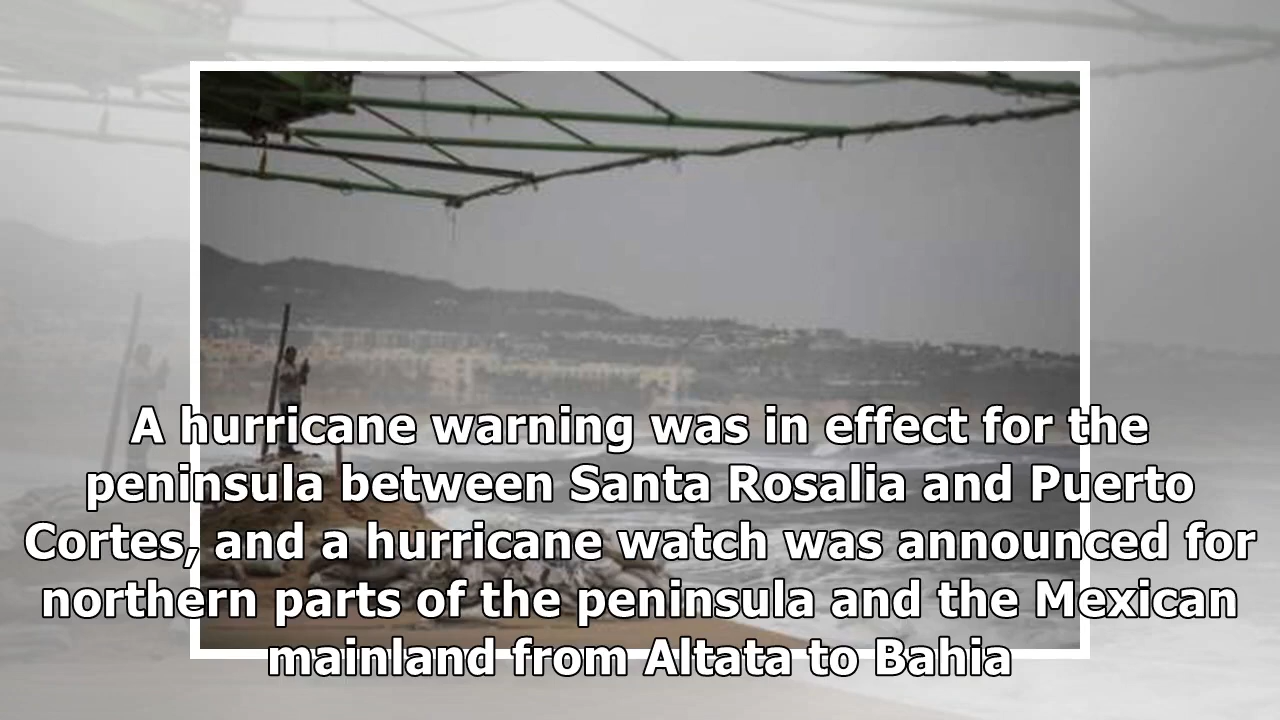 A hurricane warning was in effect for the
peninsula between Santa Rosalia and Puerto
Cortes, and a hurricane watch was announced for
northern parts of the peninsula and the Mexican
mainland from Altata to Bahia